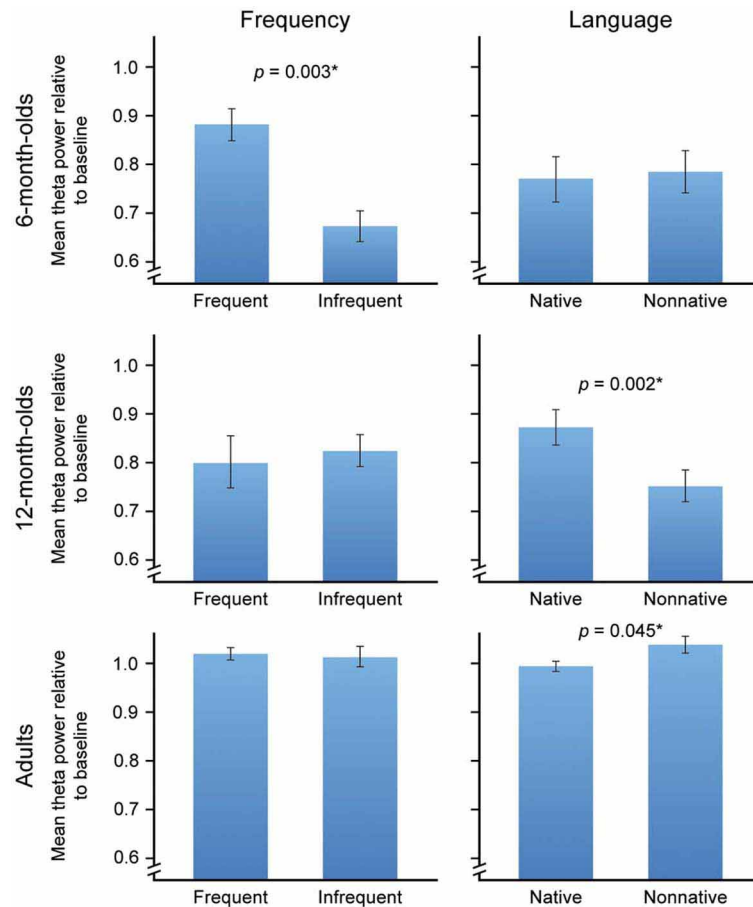 Frequency
Language
6-month-olds
Mean theta power relative
to baseline
1.0
0.9
0.8
0.7
0.6
p = 0.003*
Frequent Infrequent
Native Nonnative
12-month-olds
Mean theta power relative
to baseline
1.0
0.9
0.8
0.7
0.6
p = 0.002*
Frequent Infrequent
Native Nonnative
Adults
Mean theta power relative
to baseline
1.0
0.9
0.8
0.7
0.6
p = 0.045*
Frequent Infrequent
Native Nonnative